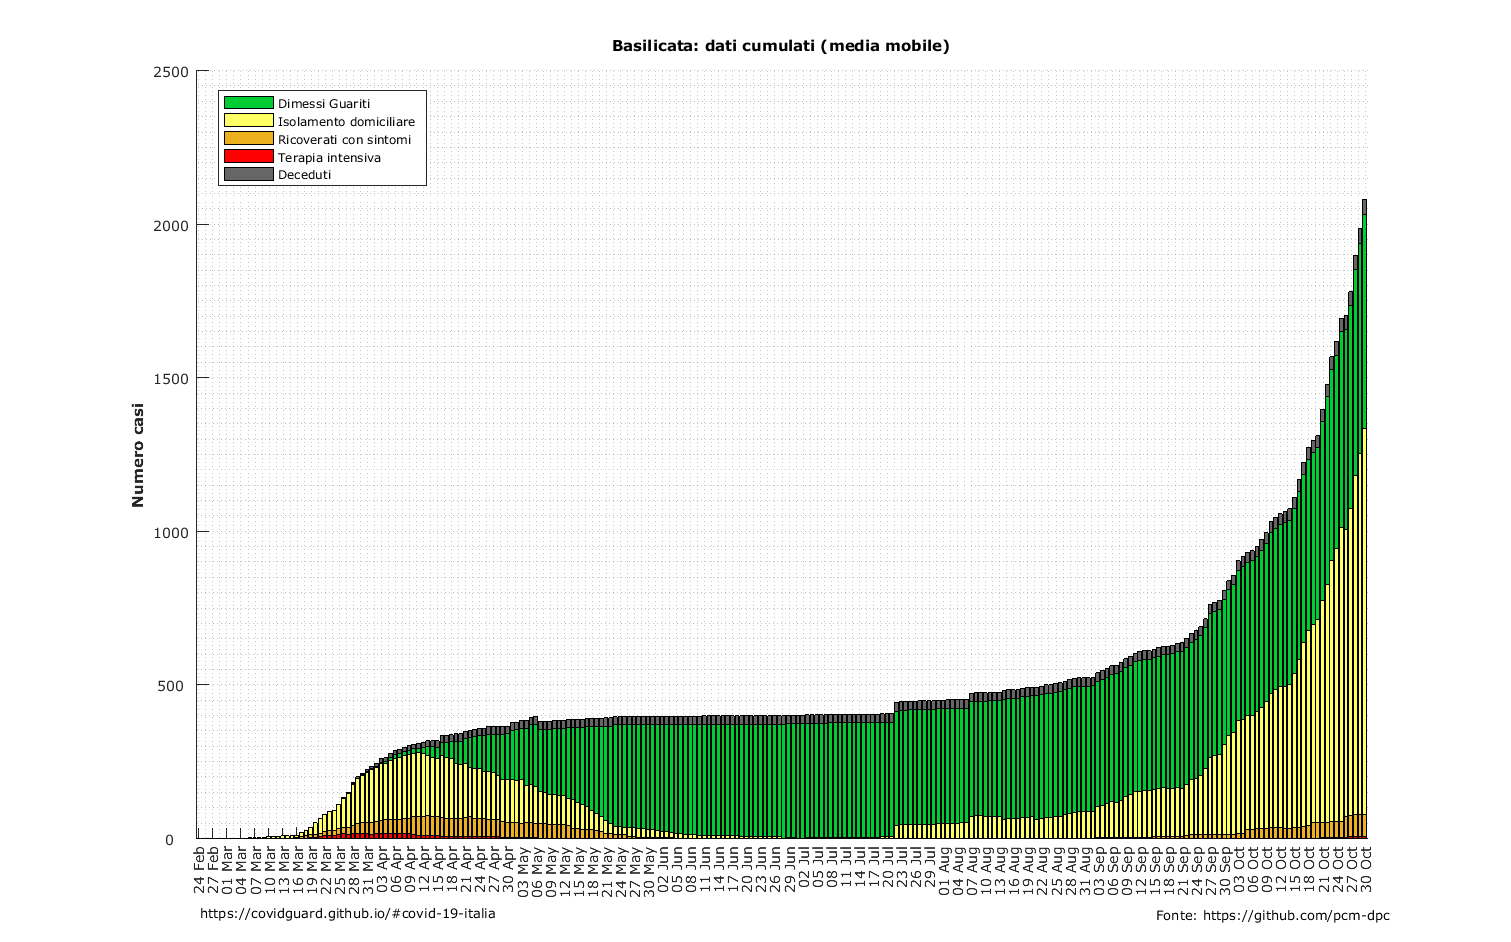 Basilicata: dati cumulati (media mobile)
2500
2000
1500
1000
500
0
Numero casi
Dimessi Guariti
Isolamento domiciliare
Ricoverati con sintomi
Terapia intensiva
Deceduti
24 Feb
27 Feb
01 Mar
04 Mar
07 Mar
10 Mar
13 Mar
16 Mar
19 Mar
22 Mar
25 Mar
28 Mar
31 Mar
03 Apr
06 Apr
09 Apr
12 Apr
15 Apr
18 Apr
21 Apr
24 Apr
27 Apr
30 Apr
03 May
06 May
09 May
12 May
15 May
18 May
21 May
24 May
27 May
30 May
02 Jun
05 Jun
08 Jun
11 Jun
14 Jun
17 Jun
20 Jun
23 Jun
26 Jun
29 Jun
02 Jul
05 Jul
08 Jul
11 Jul
14 Jul
17 Jul
20 Jul
23 Jul
26 Jul
29 Jul
01 Aug
04 Aug
07 Aug
10 Aug
13 Aug
16 Aug
19 Aug
22 Aug
25 Aug
28 Aug
31 Aug
03 Sep
06 Sep
09 Sep
12 Sep
15 Sep
18 Sep
21 Sep
24 Sep
27 Sep
30 Sep
03 Oct
06 Oct
09 Oct
12 Oct
15 Oct
18 Oct
21 Oct
24 Oct
27 Oct
30 Oct
https://covidguard.github.io/#covid-19-italia
Fonte: https://github.com/pcm-dpc